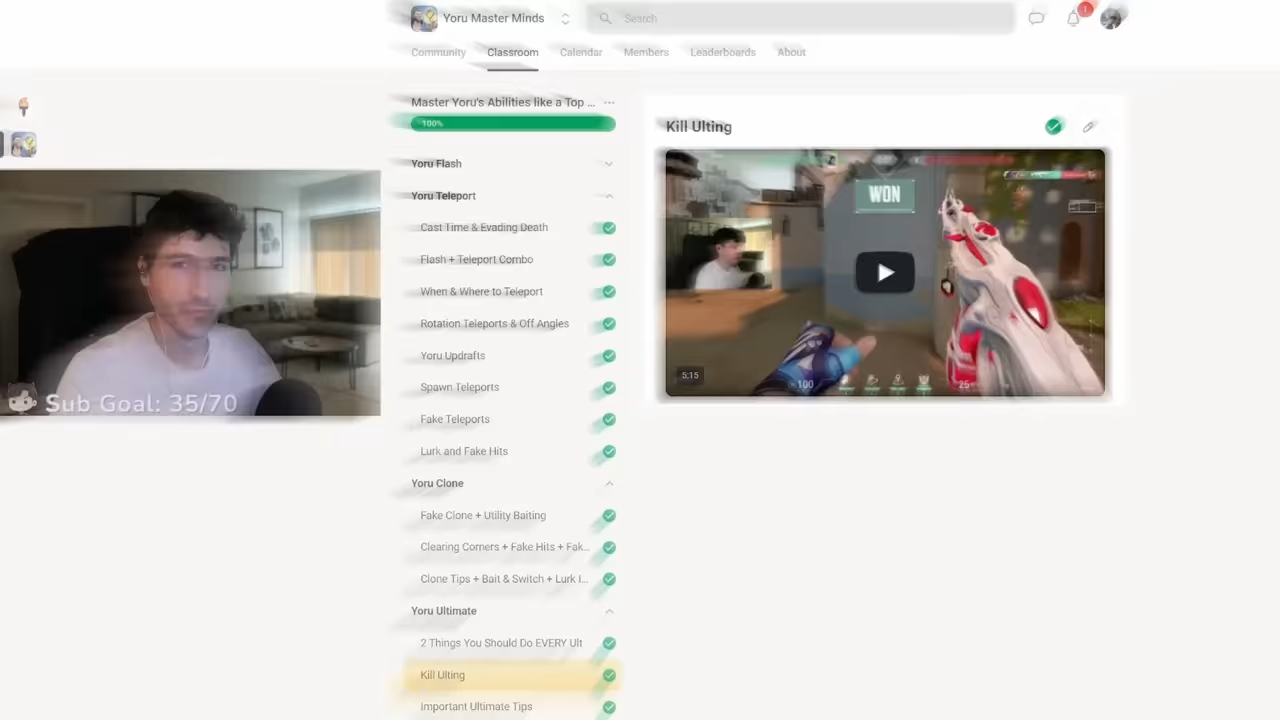 Yoru Master Minds
Search
1
Community
Classroom
Calendar
Members
Leaderboards
About
Master Yoru's Abilities like a Top ...
100%
Yoru Flash
Yoru Teleport
Cast Time & Evading Death
Flash + Teleport Combo
When & Where to Teleport
Rotation Teleports & Off Angles
Yoru Updrafts
Spawn Teleports
Fake Teleports
Lurk and Fake Hits
Yoru Clone
Fake Clone + Utility Baiting
Clearing Corners + Fake Hits + Fak...
Clone Tips + Bait & Switch + Lurk I...
Yoru Ultimate
2 Things You Should Do EVERY Ult
Kill Ulting
Important Ultimate Tips
Kill Ulting
WON
5:15
100
25
Sub Goal: 35/70